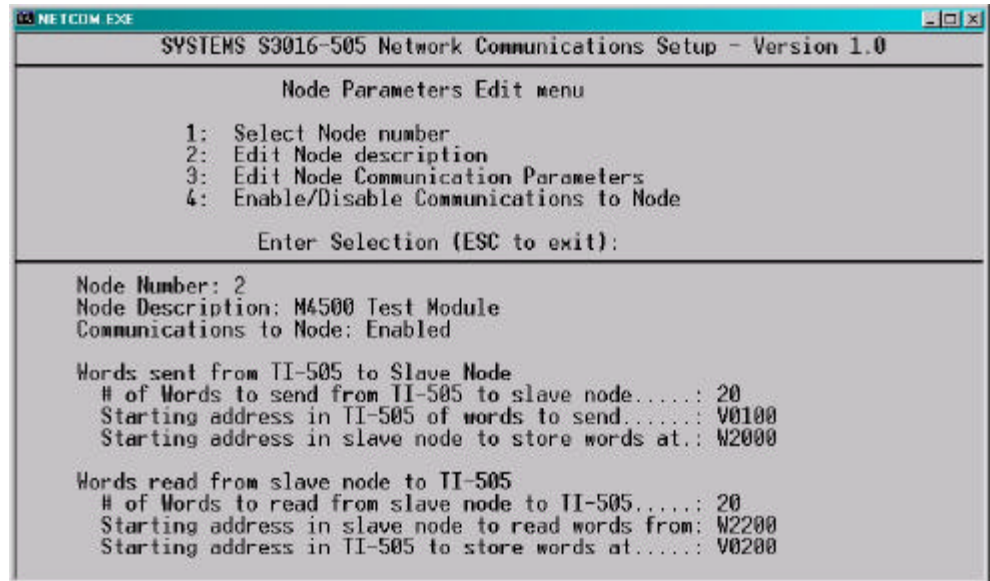 NETCOM.EXE
SYSTEMS S3016-505 Network Communications Setup - Version 1.0
Node Parameters Edit menu
1: Select Node number
2: Edit Node description
3: Edit Node Communication Parameters
4: Enable/Disable Communications to Node
Enter Selection (ESC to exit):
Node Number: 2
Node Description: M4500 Test Module
Communications to Node: Enabled
Words sent from TI-505 to Slave Node
# of Words to send from TI-505 to slave node.....: 20
Starting address in TI-505 of words to send.......: V0100
Starting address in slave node to store words at.: W2000
Words read from slave node to TI-505
# of Words to read from slave node to TI-505.....: 20
Starting address in slave node to read words from: W2200
Starting address in TI-505 to store words at.....: V0200